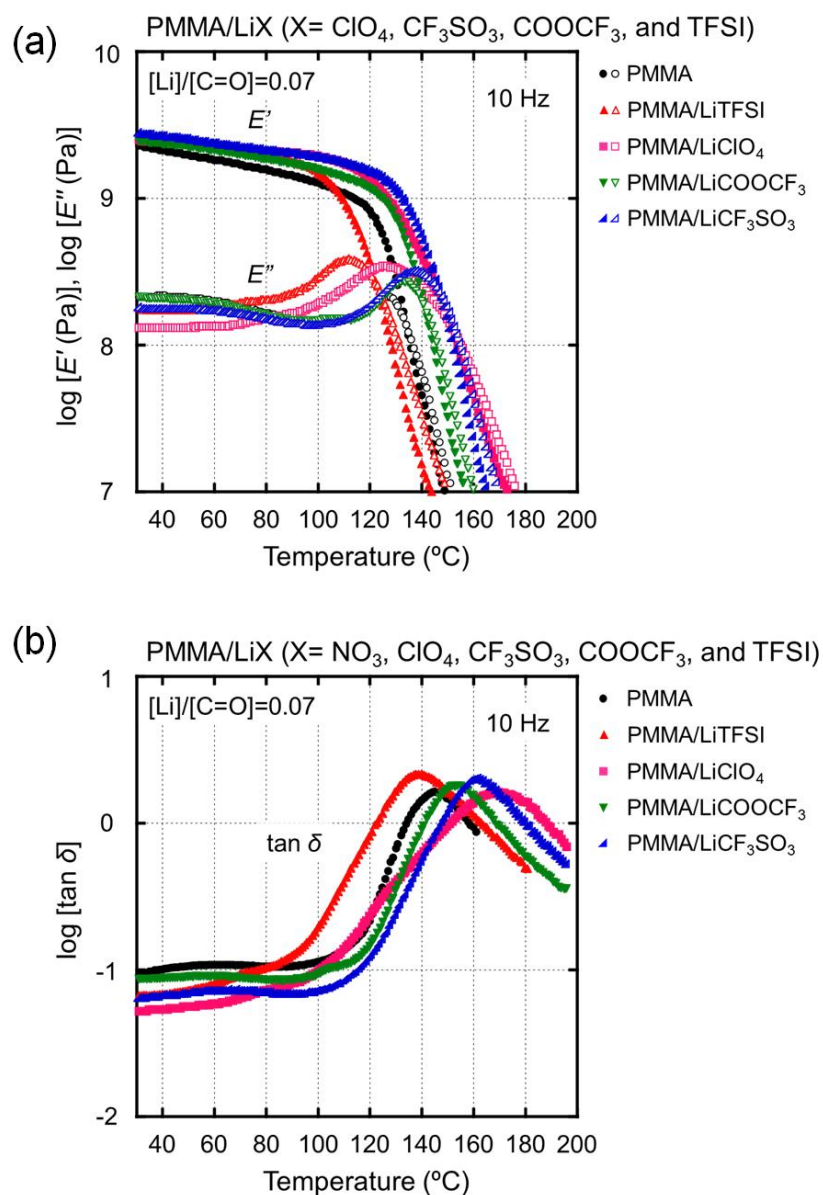 (a)
PMMA/LiX (X= ClO₄, CF₃SO₃, COOCF₃, and TFSI)
[Li]/[C=O]=0.07
10 Hz
E'
E"
PMMA
PMMA/LiTFSI
PMMA/LiClO₄
PMMA/LiCOOCF₃
PMMA/LiCF₃SO₃
log [E' (Pa)], log [E" (Pa)]
10
9
8
7
40 60 80 100 120 140 160 180 200
Temperature (ºC)
(b)
PMMA/LiX (X= NO₃, ClO₄, CF₃SO₃, COOCF₃, and TFSI)
[Li]/[C=O]=0.07
10 Hz
tan δ
PMMA
PMMA/LiTFSI
PMMA/LiClO₄
PMMA/LiCOOCF₃
PMMA/LiCF₃SO₃
log [tan δ]
1
0
-1
-2
40 60 80 100 120 140 160 180 200
Temperature (ºC)